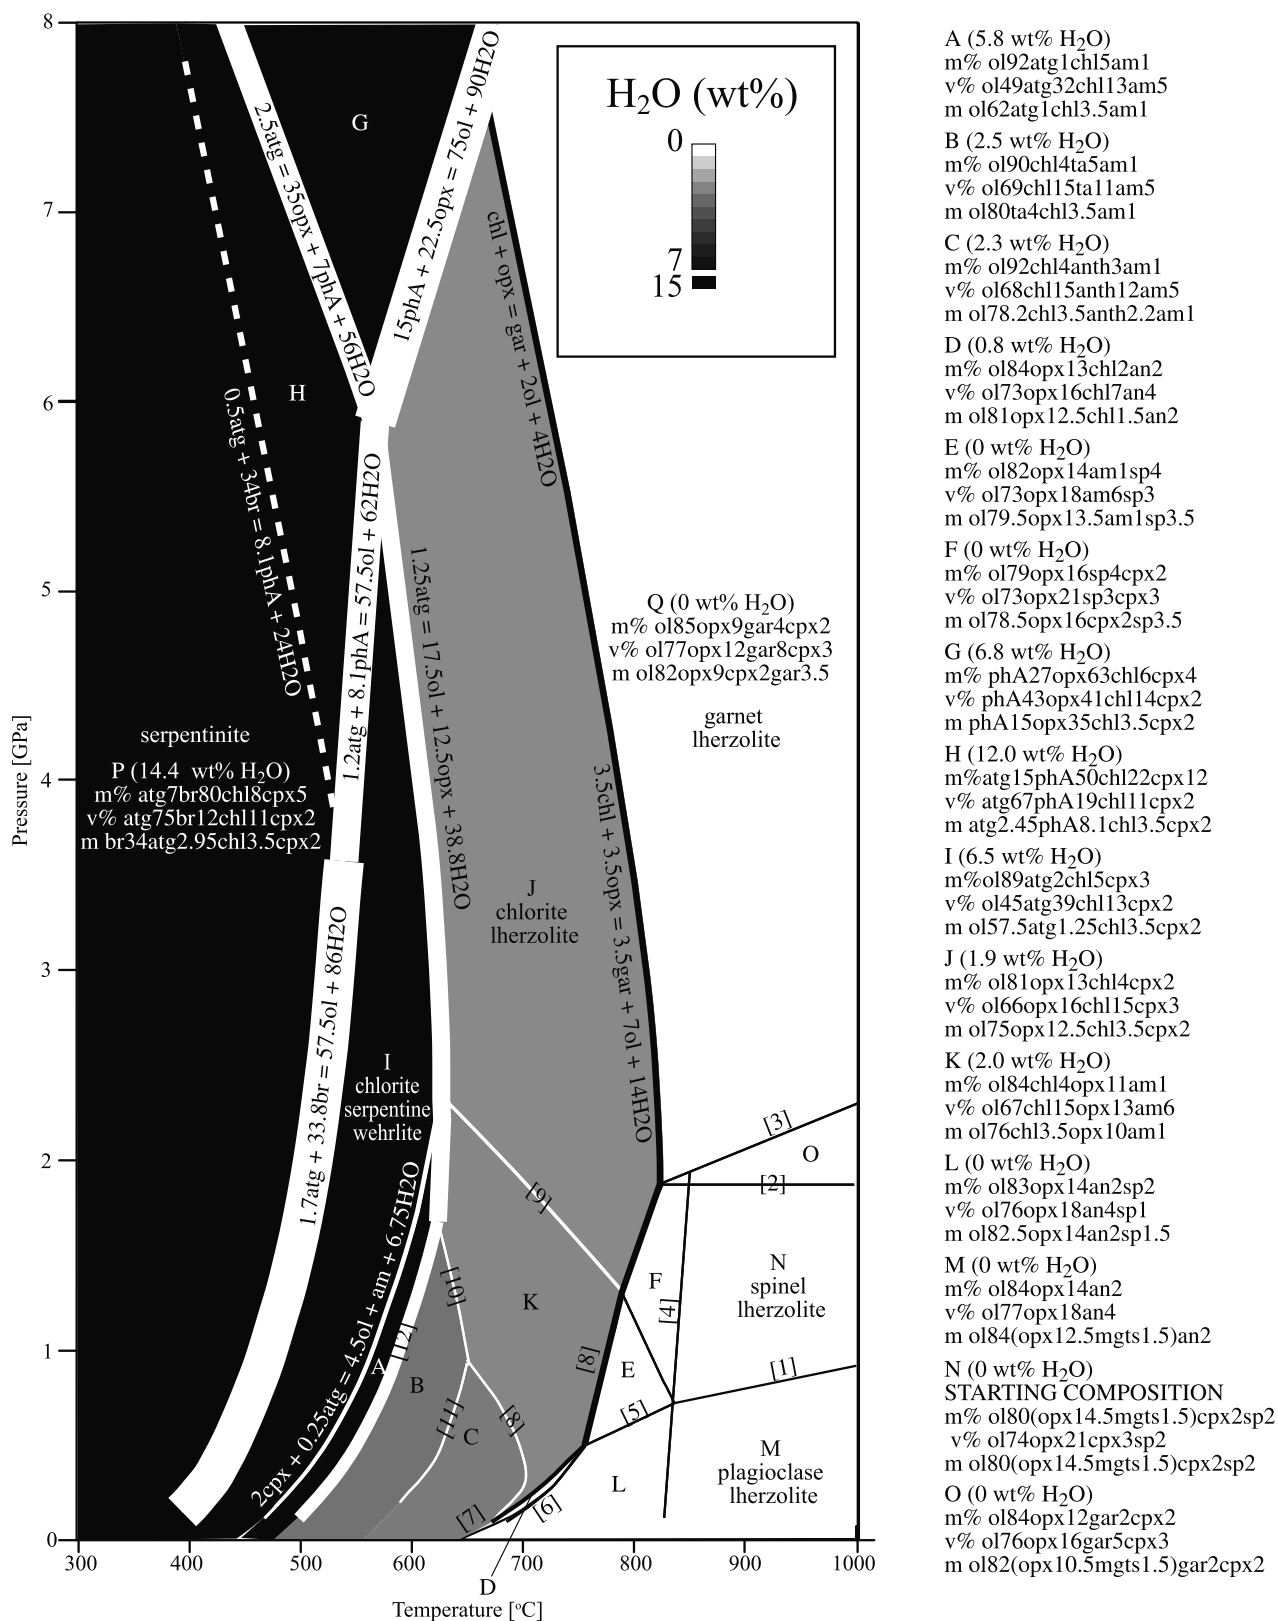 8
7
6
5
4
3
2
1
0
Pressure [GPa]
300
400
500
600
700
800
900
1000
Temperature [°C]
H₂O (wt%)
0
7
15
G
H
2.5atg = 35opx + 7phA + 56H2O
15phA + 22.5opx = 75ol + 90H2O
chl + opx = gar + 2ol + 4H2O
0.5atg + 34br = 8.1phA + 24H2O
1.2atg + 8.1phA = 57.5ol + 62H2O
1.25atg = 17.5ol + 12.5opx + 38.8H2O
3.5chl + 3.5opx = 3.5gar + 7ol + 14H2O
1.7atg + 33.8br = 57.5ol + 86H2O
2cpx + 0.25atg = 4.5ol + am + 6.75H2O
serpentinite
P (14.4 wt% H₂O)
m% atg7br80chl8cpx5
v% atg75br12chl11cpx2
m br34atg2.95chl3.5cpx2
Q (0 wt% H₂O)
m% ol85opx9gar4cpx2
v% ol77opx12gar8cpx3
m ol82opx9cpx2gar3.5
garnet
lherzolite
J
chlorite
lherzolite
I
chlorite
serpentine
wehrlite
[3]
O
[2]
[9]
N
spinel
lherzolite
F
[4]
K
[10]
[12]
A
B
[8]
E
[1]
[5]
[11]
[8]
C
M
plagioclase
lherzolite
L
[7]
[6]
D
A (5.8 wt% H₂O)
m% ol92atg1chl5am1
v% ol49atg32chl13am5
m ol62atg1chl3.5am1
B (2.5 wt% H₂O)
m% ol90chl4ta5am1
v% ol69chl15ta11am5
m ol80ta4chl3.5am1
C (2.3 wt% H₂O)
m% ol92chl4anth3am1
v% ol68chl15anth12am5
m ol78.2chl3.5anth2.2am1
D (0.8 wt% H₂O)
m% ol84opx13chl2an2
v% ol73opx16chl7an4
m ol81opx12.5chl1.5an2
E (0 wt% H₂O)
m% ol82opx14am1sp4
v% ol73opx18am6sp3
m ol79.5opx13.5am1sp3.5
F (0 wt% H₂O)
m% ol79opx16sp4cpx2
v% ol73opx21sp3cpx3
m ol78.5opx16cpx2sp3.5
G (6.8 wt% H₂O)
m% phA27opx63chl6cpx4
v% phA43opx41chl14cpx2
m phA15opx35chl3.5cpx2
H (12.0 wt% H₂O)
m%atg15phA50chl22cpx12
v% atg67phA19chl11cpx2
m atg2.45phA8.1chl3.5cpx2
I (6.5 wt% H₂O)
m%ol89atg2chl5cpx3
v% ol45atg39chl13cpx2
m ol57.5atg1.25chl3.5cpx2
J (1.9 wt% H₂O)
m% ol81opx13chl4cpx2
v% ol66opx16chl15cpx3
m ol75opx12.5chl3.5cpx2
K (2.0 wt% H₂O)
m% ol84chl4opx11am1
v% ol67chl15opx13am6
m ol76chl3.5opx10am1
L (0 wt% H₂O)
m% ol83opx14an2sp2
v% ol76opx18an4sp1
m ol82.5opx14an2sp1.5
M (0 wt% H₂O)
m% ol84opx14an2
v% ol77opx18an4
m ol84(opx12.5mgts1.5)an2
N (0 wt% H₂O)
STARTING COMPOSITION
m% ol80(opx14.5mgts1.5)cpx2sp2
v% ol74opx21cpx3sp2
m ol80(opx14.5mgts1.5)cpx2sp2
O (0 wt% H₂O)
m% ol84opx12gar2cpx2
v% ol76opx16gar5cpx3
m ol82(opx10.5mgts1.5)gar2cpx2